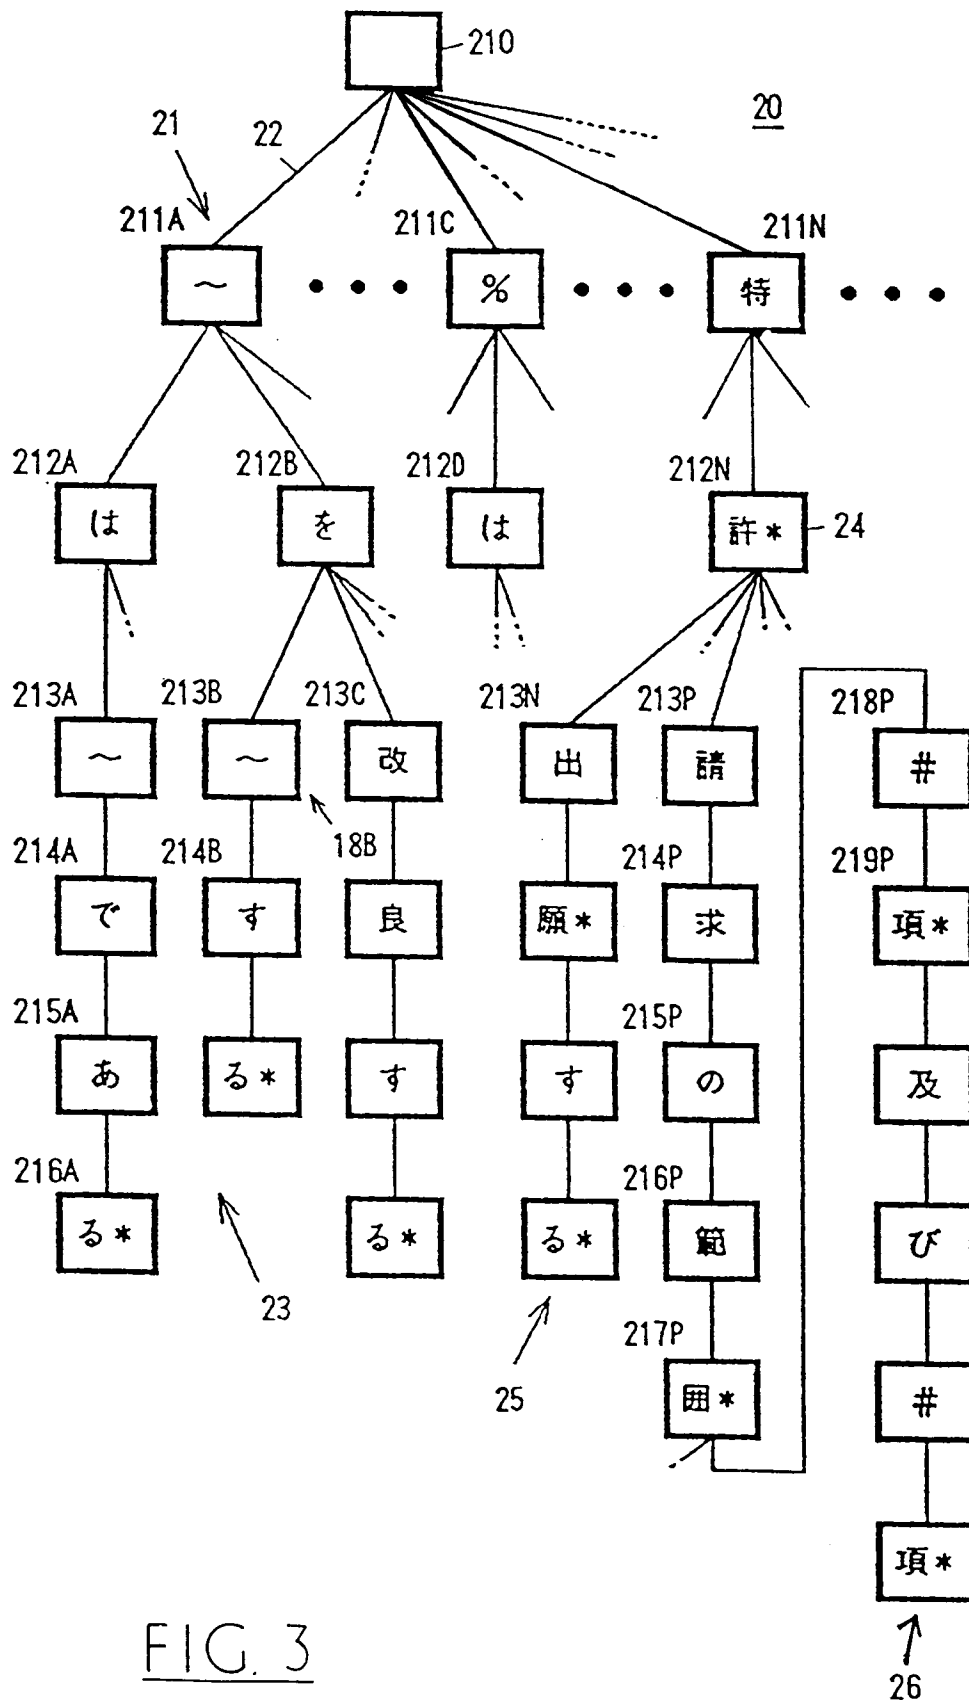 210
20
21
22
211A
211C
211N
~
%
特
212A
212B
212D
212N
は
を
は
許*
24
213A
213B
213C
213N
213P
218P
~
~
改
出
請
#
18B
214A
214B
214P
219P
で
す
良
願*
求
項*
215A
215P
あ
る*
す
す
の
及
216A
216P
る*
る*
る*
範
び
23
25
217P
囲*
#
項*
26
FIG. 3